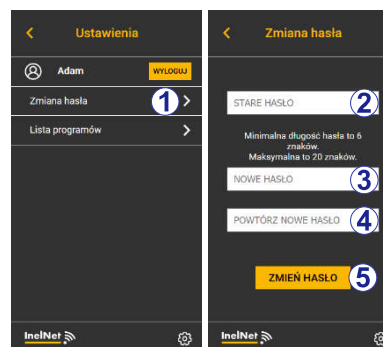 Ustawienia
Adam
WYLOGUJ
Zmiana hasła
1
Lista programów
InelNet
Zmiana hasła
STARE HASŁO
2
Minimalna długość hasła to 6
znaków.
Maksymalna to 20 znaków.
NOWE HASŁO
3
POWTÓRZ NOWE HASŁO
4
ZMIEŃ HASŁO
5
InelNet